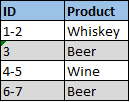 ID Product
1-2 Whiskey
3 Beer
4-5 Wine
6-7 Beer